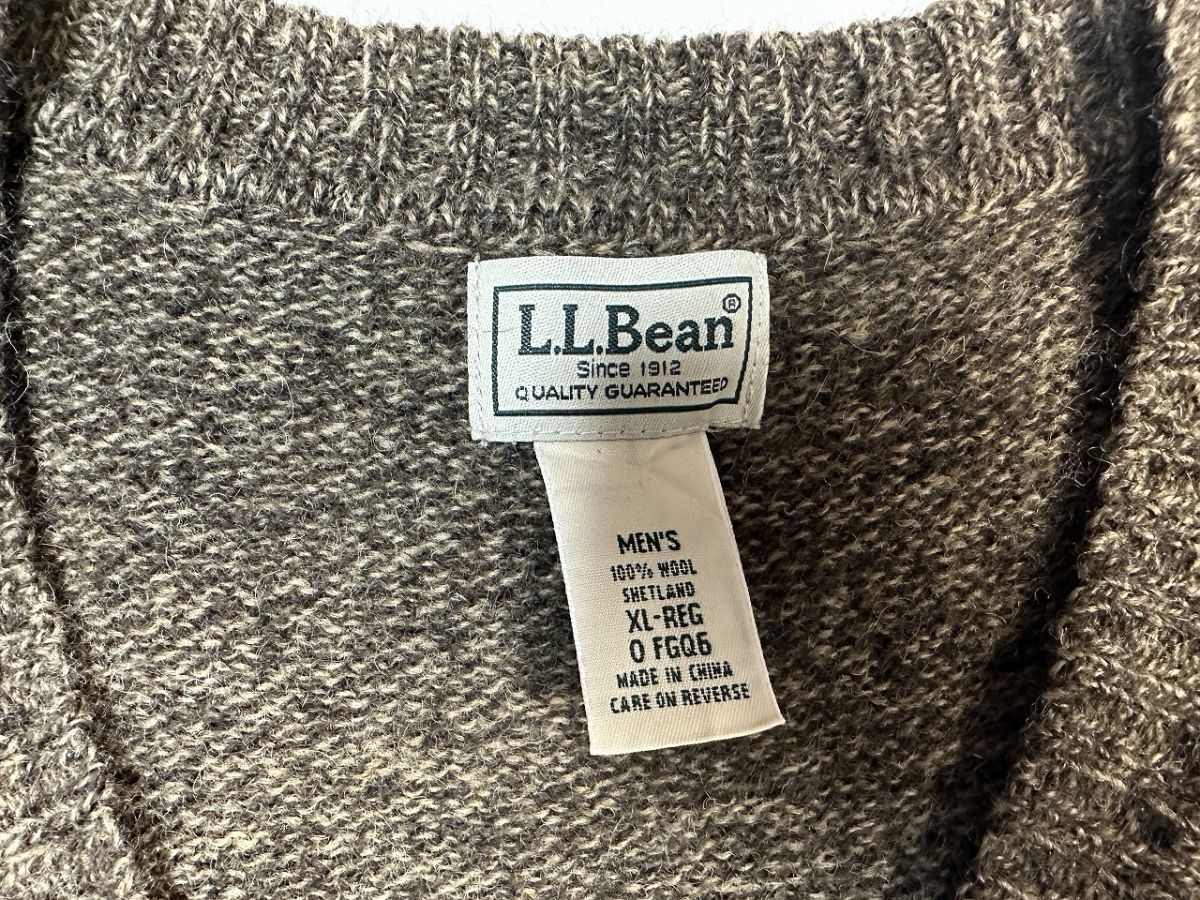 L.L.Bean®
Since 1912
QUALITY GUARANTEED
MEN'S
100% WOOL
SHETLAND
XL-REG
0 FGQ6
MADE IN CHINA
CARE ON REVERSE